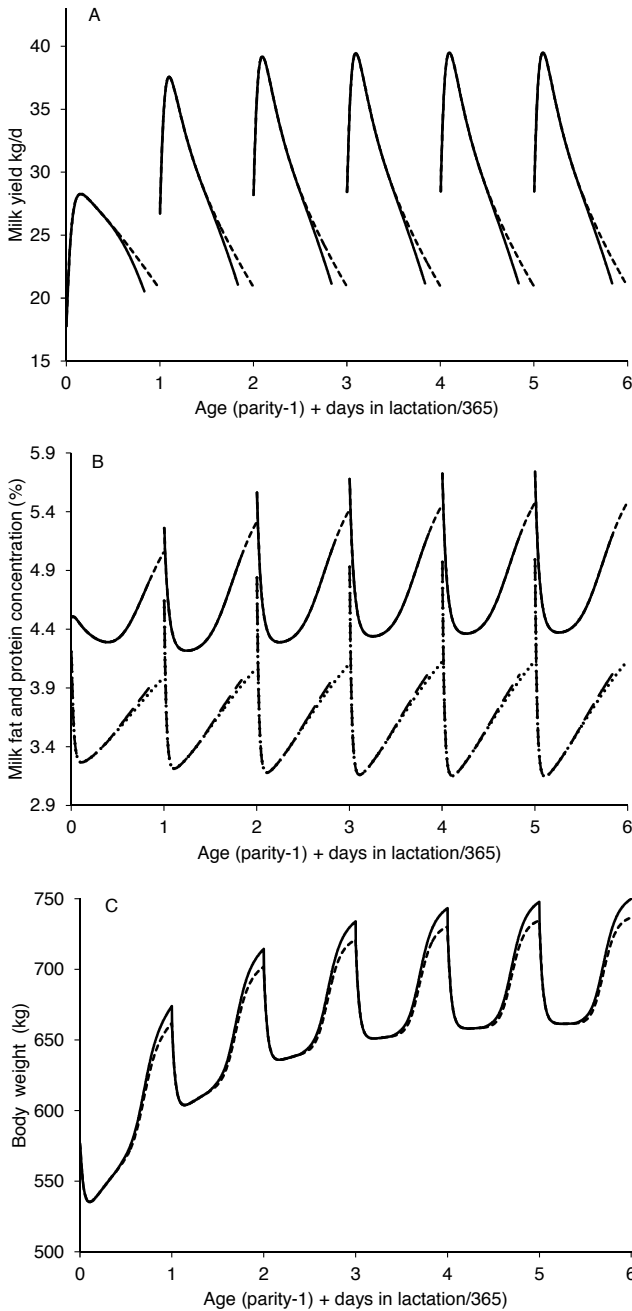 A
40
35
30
25
20
15
Milk yield kg/d
0 1 2 3 4 5 6
Age (parity-1) + days in lactation/365)
B
5.9
5.4
4.9
4.4
3.9
3.4
2.9
Milk fat and protein concentration (%)
0 1 2 3 4 5 6
Age (parity-1) + days in lactation/365)
C
750
700
650
600
550
500
Body weight (kg)
0 1 2 3 4 5 6
Age (parity-1) + days in lactation/365)